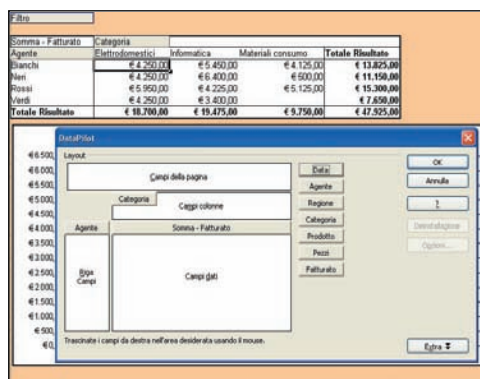 Filtro
Somma - Fatturato Categoria
Agente Elettrodomestici Informatica Materiali consumo Totale Risultato
Bianchi € 4.250,00 € 5.450,00 € 4.125,00 € 13.825,00
Neri € 4.250,00 € 6.400,00 € 500,00 € 11.150,00
Rossi € 5.950,00 € 4.225,00 € 5.125,00 € 15.300,00
Verdi € 4.250,00 € 3.400,00 € 7.650,00
Totale Risultato € 18.700,00 € 19.475,00 € 9.750,00 € 47.925,00
DataPilot
Layout
Campi della pagina
Categoria
Campi colonne
Agente
Somma - Fatturato
Riga
Campi
Campi dati
Data
Agente
Regione
Categoria
Prodotto
Pezzi
Fatturato
OK
Annulla
?
Opzioni...
Extra
Trascinate i campi da destra nell'area desiderata usando il mouse.
€ 6.500,
€ 6.000,
€ 5.500,
€ 5.000,
€ 4.500,
€ 4.000,
€ 3.500,
€ 3.000,
€ 2.500,
€ 2.000,
€ 1.500,
€ 1.000,
€ 500,
€ 0,